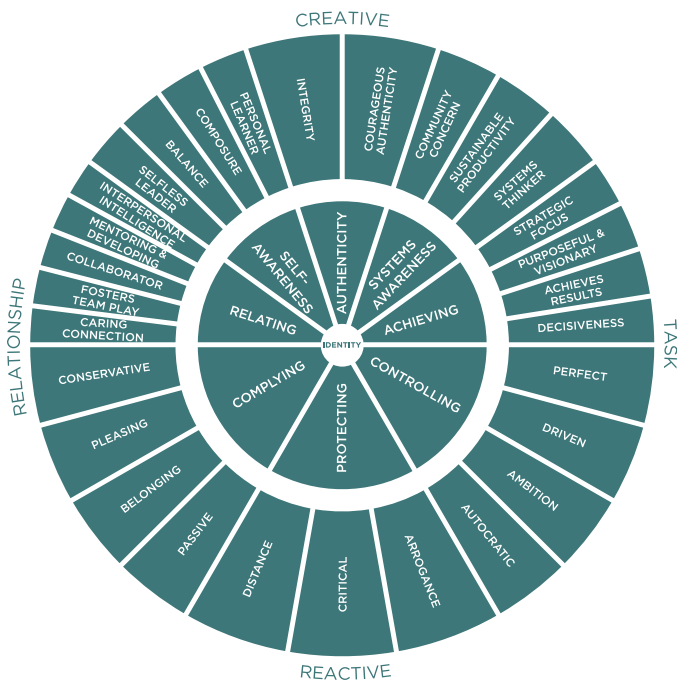 CREATIVE
INTEGRITY
COURAGEOUS
AUTHENTICITY
COMMUNITY
CONCERN
SUSTAINABLE
PRODUCTIVITY
SYSTEMS
THINKER
STRATEGIC
FOCUS
PURPOSEFUL &
VISIONARY
ACHIEVES
RESULTS
DECISIVENESS
TASK
PERFECT
DRIVEN
AMBITION
AUTOCRATIC
ARROGANCE
CRITICAL
DISTANCE
PASSIVE
BELONGING
PLEASING
CONSERVATIVE
RELATIONSHIP
CARING
CONNECTION
FOSTERS
TEAM PLAY
COLLABORATOR
MENTORING &
DEVELOPING
INTERPERSONAL
INTELLIGENCE
SELFLESS
LEADER
BALANCE
COMPOSURE
PERSONAL
LEARNER
SELF-
AWARENESS
AUTHENTICITY
SYSTEMS
AWARENESS
ACHIEVING
CONTROLLING
PROTECTING
COMPLYING
RELATING
IDENTITY
REACTIVE